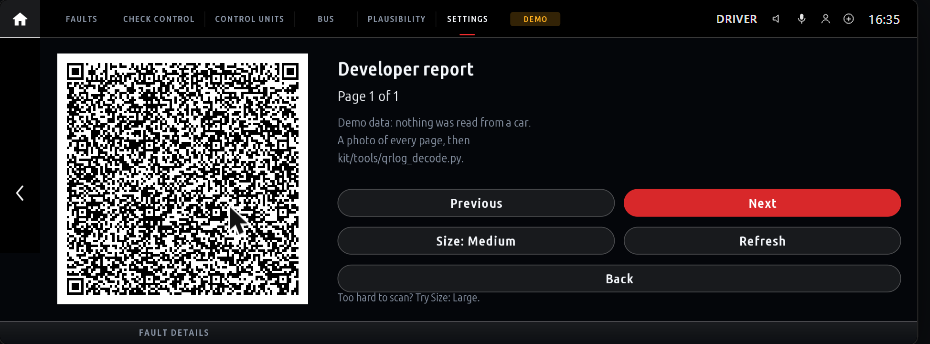 FAULTS CHECK CONTROL CONTROL UNITS BUS PLAUSIBILITY SETTINGS DEMO DRIVER 16:35
Developer report
Page 1 of 1
Demo data: nothing was read from a car.
A photo of every page, then
kit/tools/qrlog_decode.py.
Previous Next
Size: Medium Refresh
Back
Too hard to scan? Try Size: Large.
FAULT DETAILS